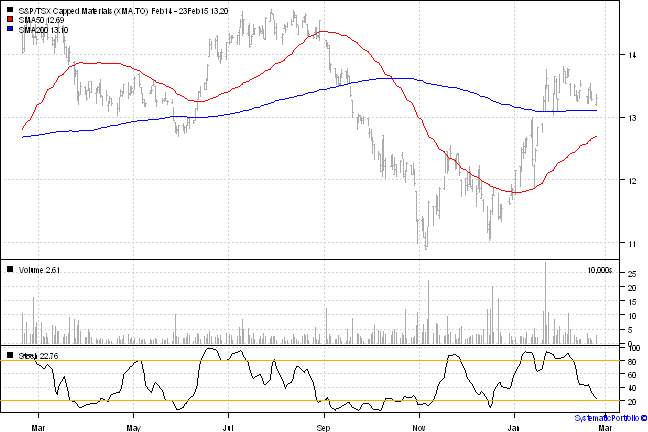 S&P/TSX Capped Materials (XMA.TO) Feb14 - 23Feb15 13.20
SMA50 12.69
SMA200 13.10
14
13
12
11
Volume 2.61
10,000s
25
20
15
10
5
0
22.76
100
80
60
40
20
Mar
May
Jul
Sep
Nov
Jan
Mar
SystematicPortfolio ©